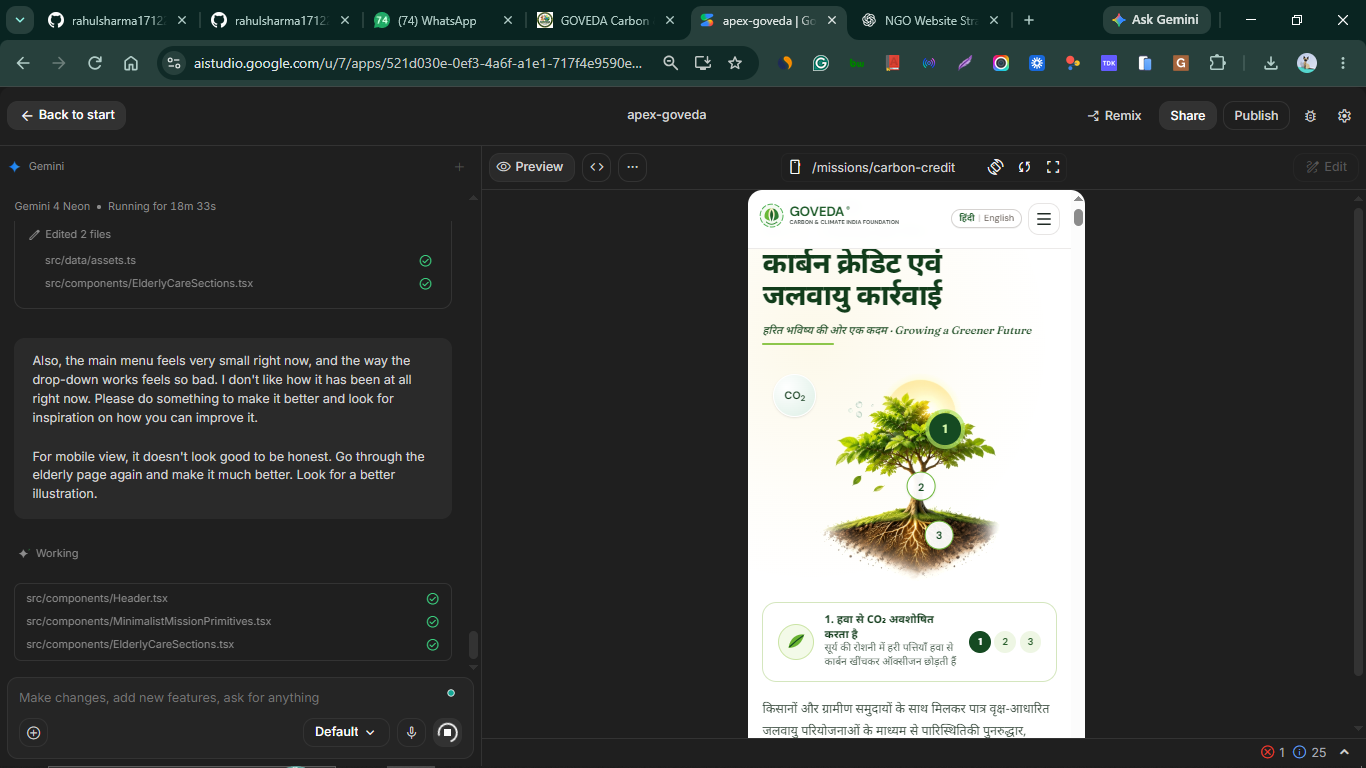 rahulsharma1712
rahulsharma1712
74
(74) WhatsApp
GOVEDA Carbon
apex-goveda | Go
NGO Website Stra
Ask Gemini
aistudio.google.com/u/7/apps/521d030e-0ef3-4a6f-a1e1-717f4e9590e...
TDK
G
Back to start
apex-goveda
Remix
Share
Publish
Gemini
Preview
/missions/carbon-credit
Edit
Gemini 4 Neon • Running for 18m 33s
Edited 2 files
src/data/assets.ts
src/components/ElderlyCareSections.tsx
Also, the main menu feels very small right now, and the way the
drop-down works feels so bad. I don't like how it has been at all
right now. Please do something to make it better and look for
inspiration on how you can improve it.
For mobile view, it doesn't look good to be honest. Go through the
elderly page again and make it much better. Look for a better
illustration.
Working
src/components/Header.tsx
src/components/MinimalistMissionPrimitives.tsx
src/components/ElderlyCareSections.tsx
Make changes, add new features, ask for anything
Default
GOVEDA®
CARBON & CLIMATE INDIA FOUNDATION
हिंदी | English
कार्बन क्रेडिट एवं
जलवायु कार्रवाई
हरित भविष्य की ओर एक कदम · Growing a Greener Future
CO₂
1
2
3
1. हवा से CO₂ अवशोषित
करता है
सूर्य की रोशनी में हरी पत्तियाँ हवा से
कार्बन खींचकर ऑक्सीजन छोड़ती हैं
1 2 3
किसानों और ग्रामीण समुदायों के साथ मिलकर पात्र वृक्ष-आधारित
जलवायु परियोजनाओं के माध्यम से पारिस्थितिकी पुनरुद्धार,
1 25